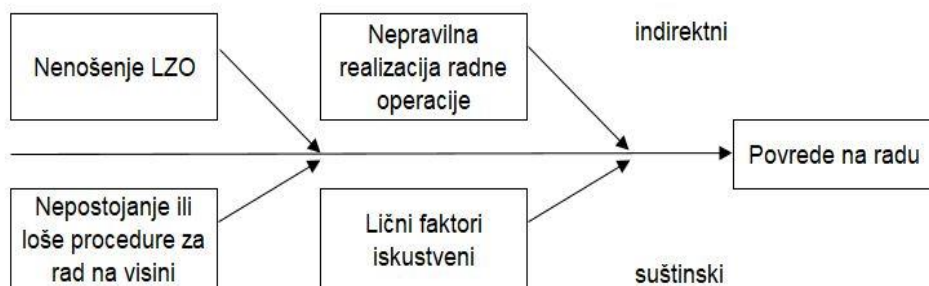 Nenošenje LZO
Nepravilna
realizacija radne
operacije
indirektni
Povrede na radu
Nepostojanje ili
loše procedure za
rad na visini
Lični faktori
iskustveni
suštinski